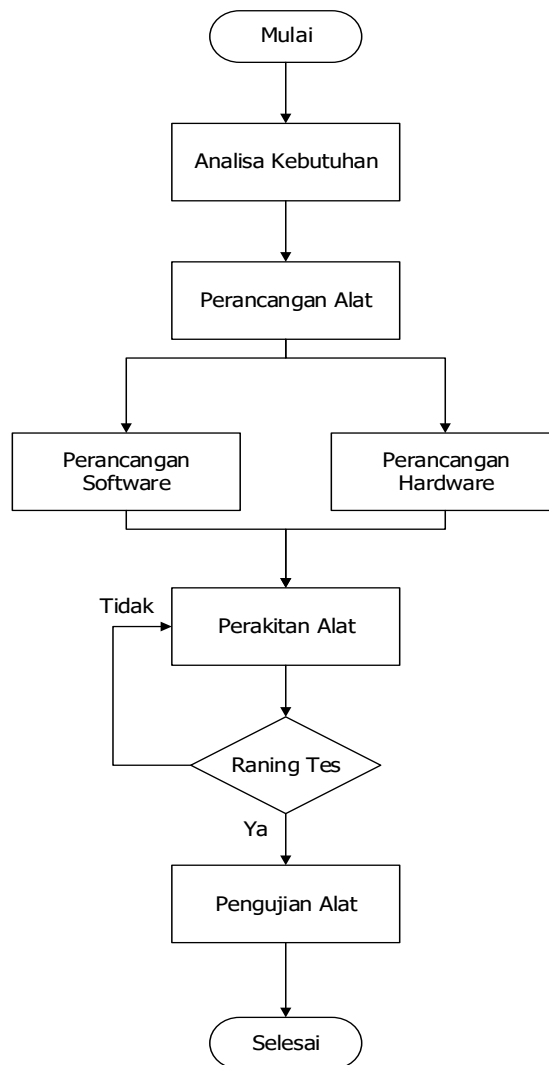 Mulai
Analisa Kebutuhan
Perancangan Alat
Perancangan
Software
Perancangan
Hardware
Tidak
Perakitan Alat
Raning Tes
Ya
Pengujian Alat
Selesai